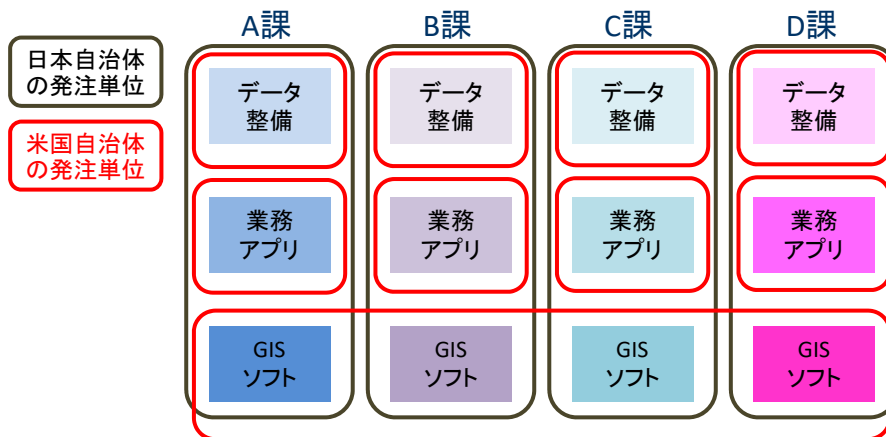 A課
B課
C課
D課
日本自治体
の発注単位
米国自治体
の発注単位
データ
整備
データ
整備
データ
整備
データ
整備
業務
アプリ
業務
アプリ
業務
アプリ
業務
アプリ
GIS
ソフト
GIS
ソフト
GIS
ソフト
GIS
ソフト